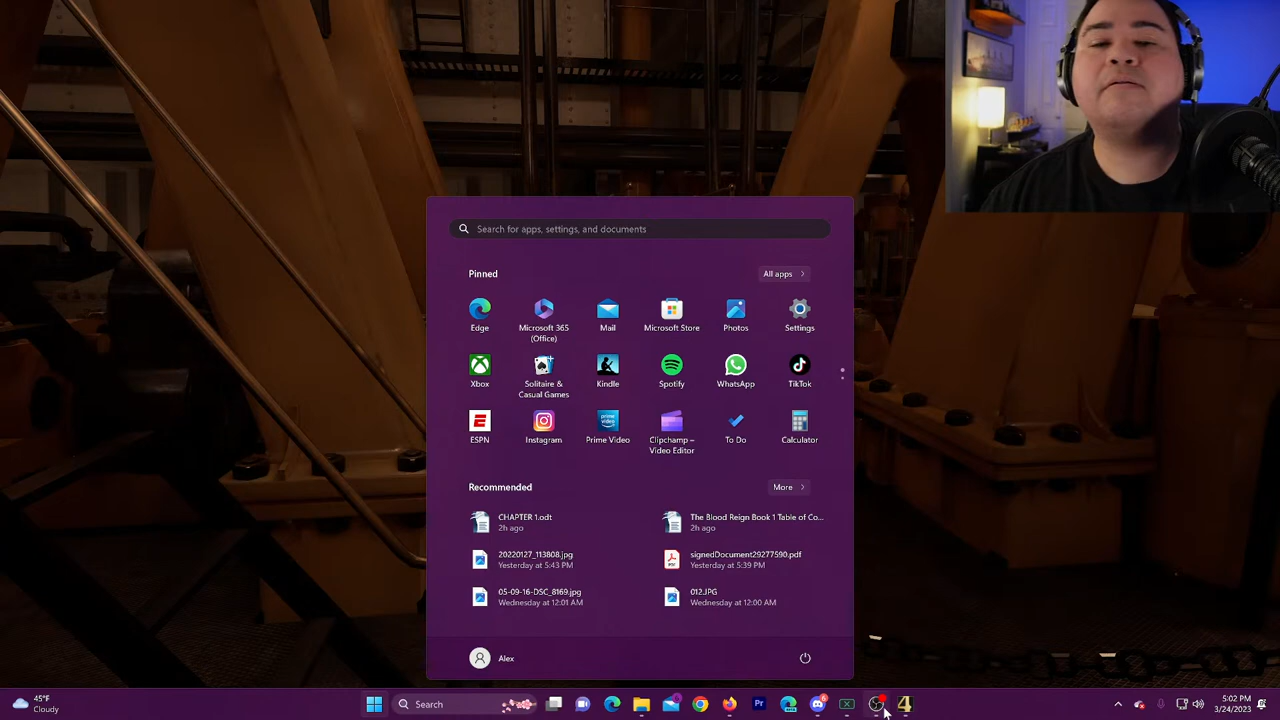 Search for apps, settings, and documents
Pinned
All apps
Edge
Microsoft 365
(Office)
Mail
Microsoft Store
Photos
Settings
Xbox
Solitaire &
Casual Games
Kindle
Spotify
WhatsApp
TikTok
ESPN
Instagram
Prime Video
Clipchamp –
Video Editor
To Do
Calculator
Recommended
More
CHAPTER 1.odt
2h ago
The Blood Reign Book 1 Table of Co...
2h ago
20220127_113808.jpg
Yesterday at 5:43 PM
signedDocument29277590.pdf
Yesterday at 5:39 PM
05-09-16-DSC_8169.jpg
Wednesday at 12:01 AM
012.JPG
Wednesday at 12:00 AM
Alex
45°F
Cloudy
Search
Pr
4
5:02 PM
3/24/2023